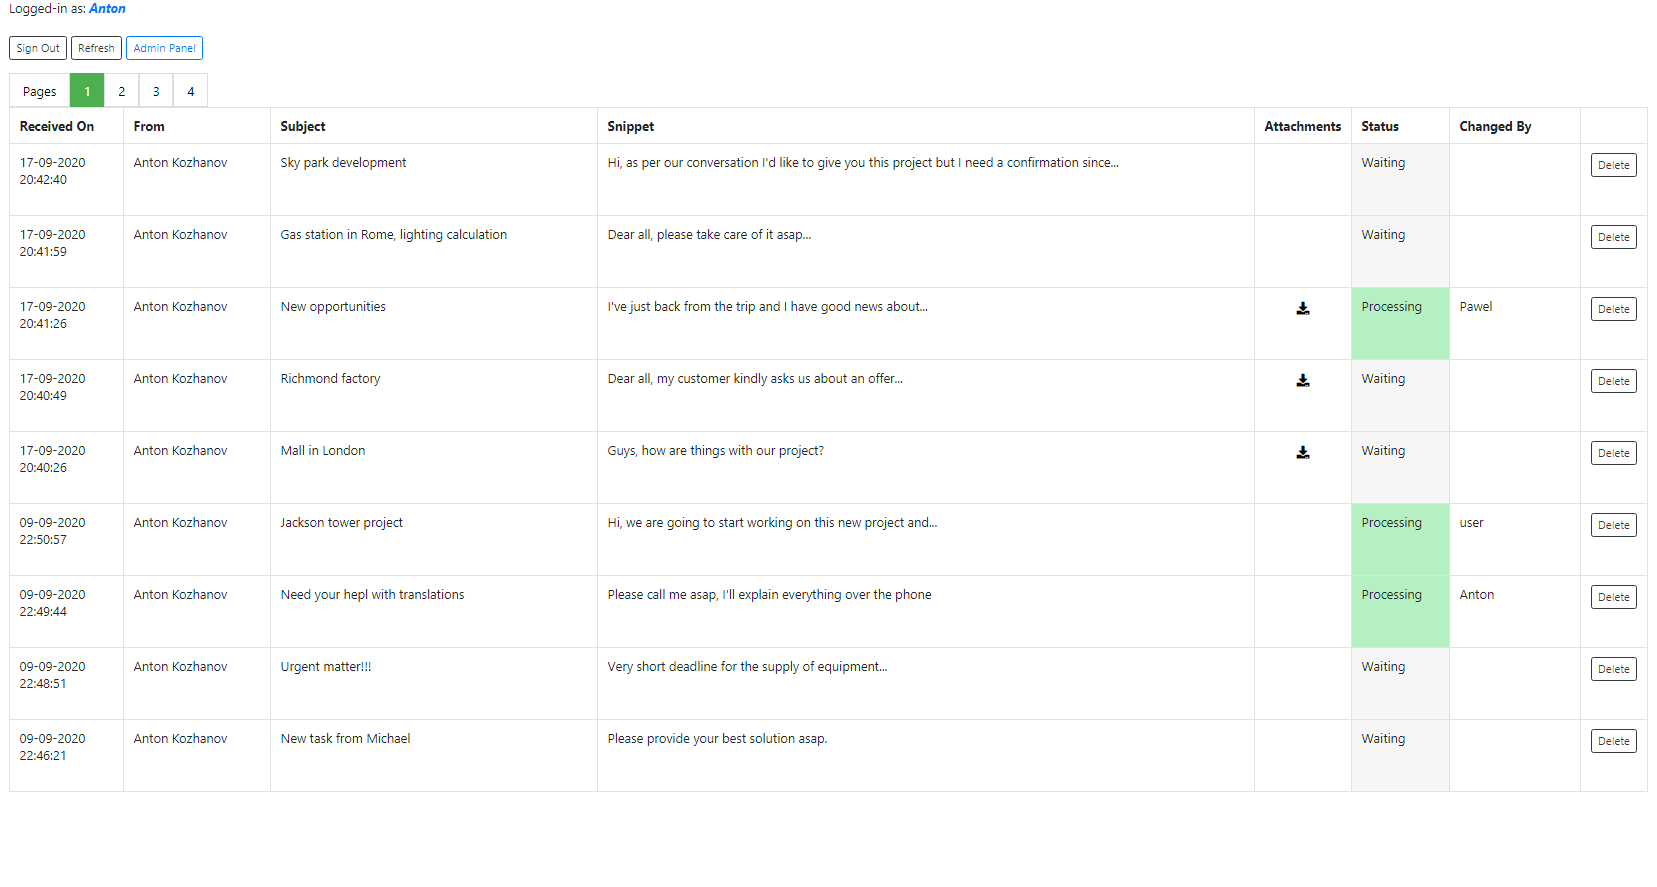 Logged-in as: Anton
Sign Out Refresh Admin Panel
Pages 1 2 3 4
Received On From Subject Snippet Attachments Status Changed By
17-09-2020 Anton Kozhanov Sky park development Hi, as per our conversation I'd like to give you this project but I need a confirmation since... Waiting Delete
20:42:40
17-09-2020 Anton Kozhanov Gas station in Rome, lighting calculation Dear all, please take care of it asap... Waiting Delete
20:41:59
17-09-2020 Anton Kozhanov New opportunities I've just back from the trip and I have good news about... Processing Pawel Delete
20:41:26
17-09-2020 Anton Kozhanov Richmond factory Dear all, my customer kindly asks us about an offer... Waiting Delete
20:40:49
17-09-2020 Anton Kozhanov Mall in London Guys, how are things with our project? Waiting Delete
20:40:26
09-09-2020 Anton Kozhanov Jackson tower project Hi, we are going to start working on this new project and... Processing user Delete
22:50:57
09-09-2020 Anton Kozhanov Need your hepl with translations Please call me asap, I'll explain everything over the phone Processing Anton Delete
22:49:44
09-09-2020 Anton Kozhanov Urgent matter!!! Very short deadline for the supply of equipment... Waiting Delete
22:48:51
09-09-2020 Anton Kozhanov New task from Michael Please provide your best solution asap. Waiting Delete
22:46:21